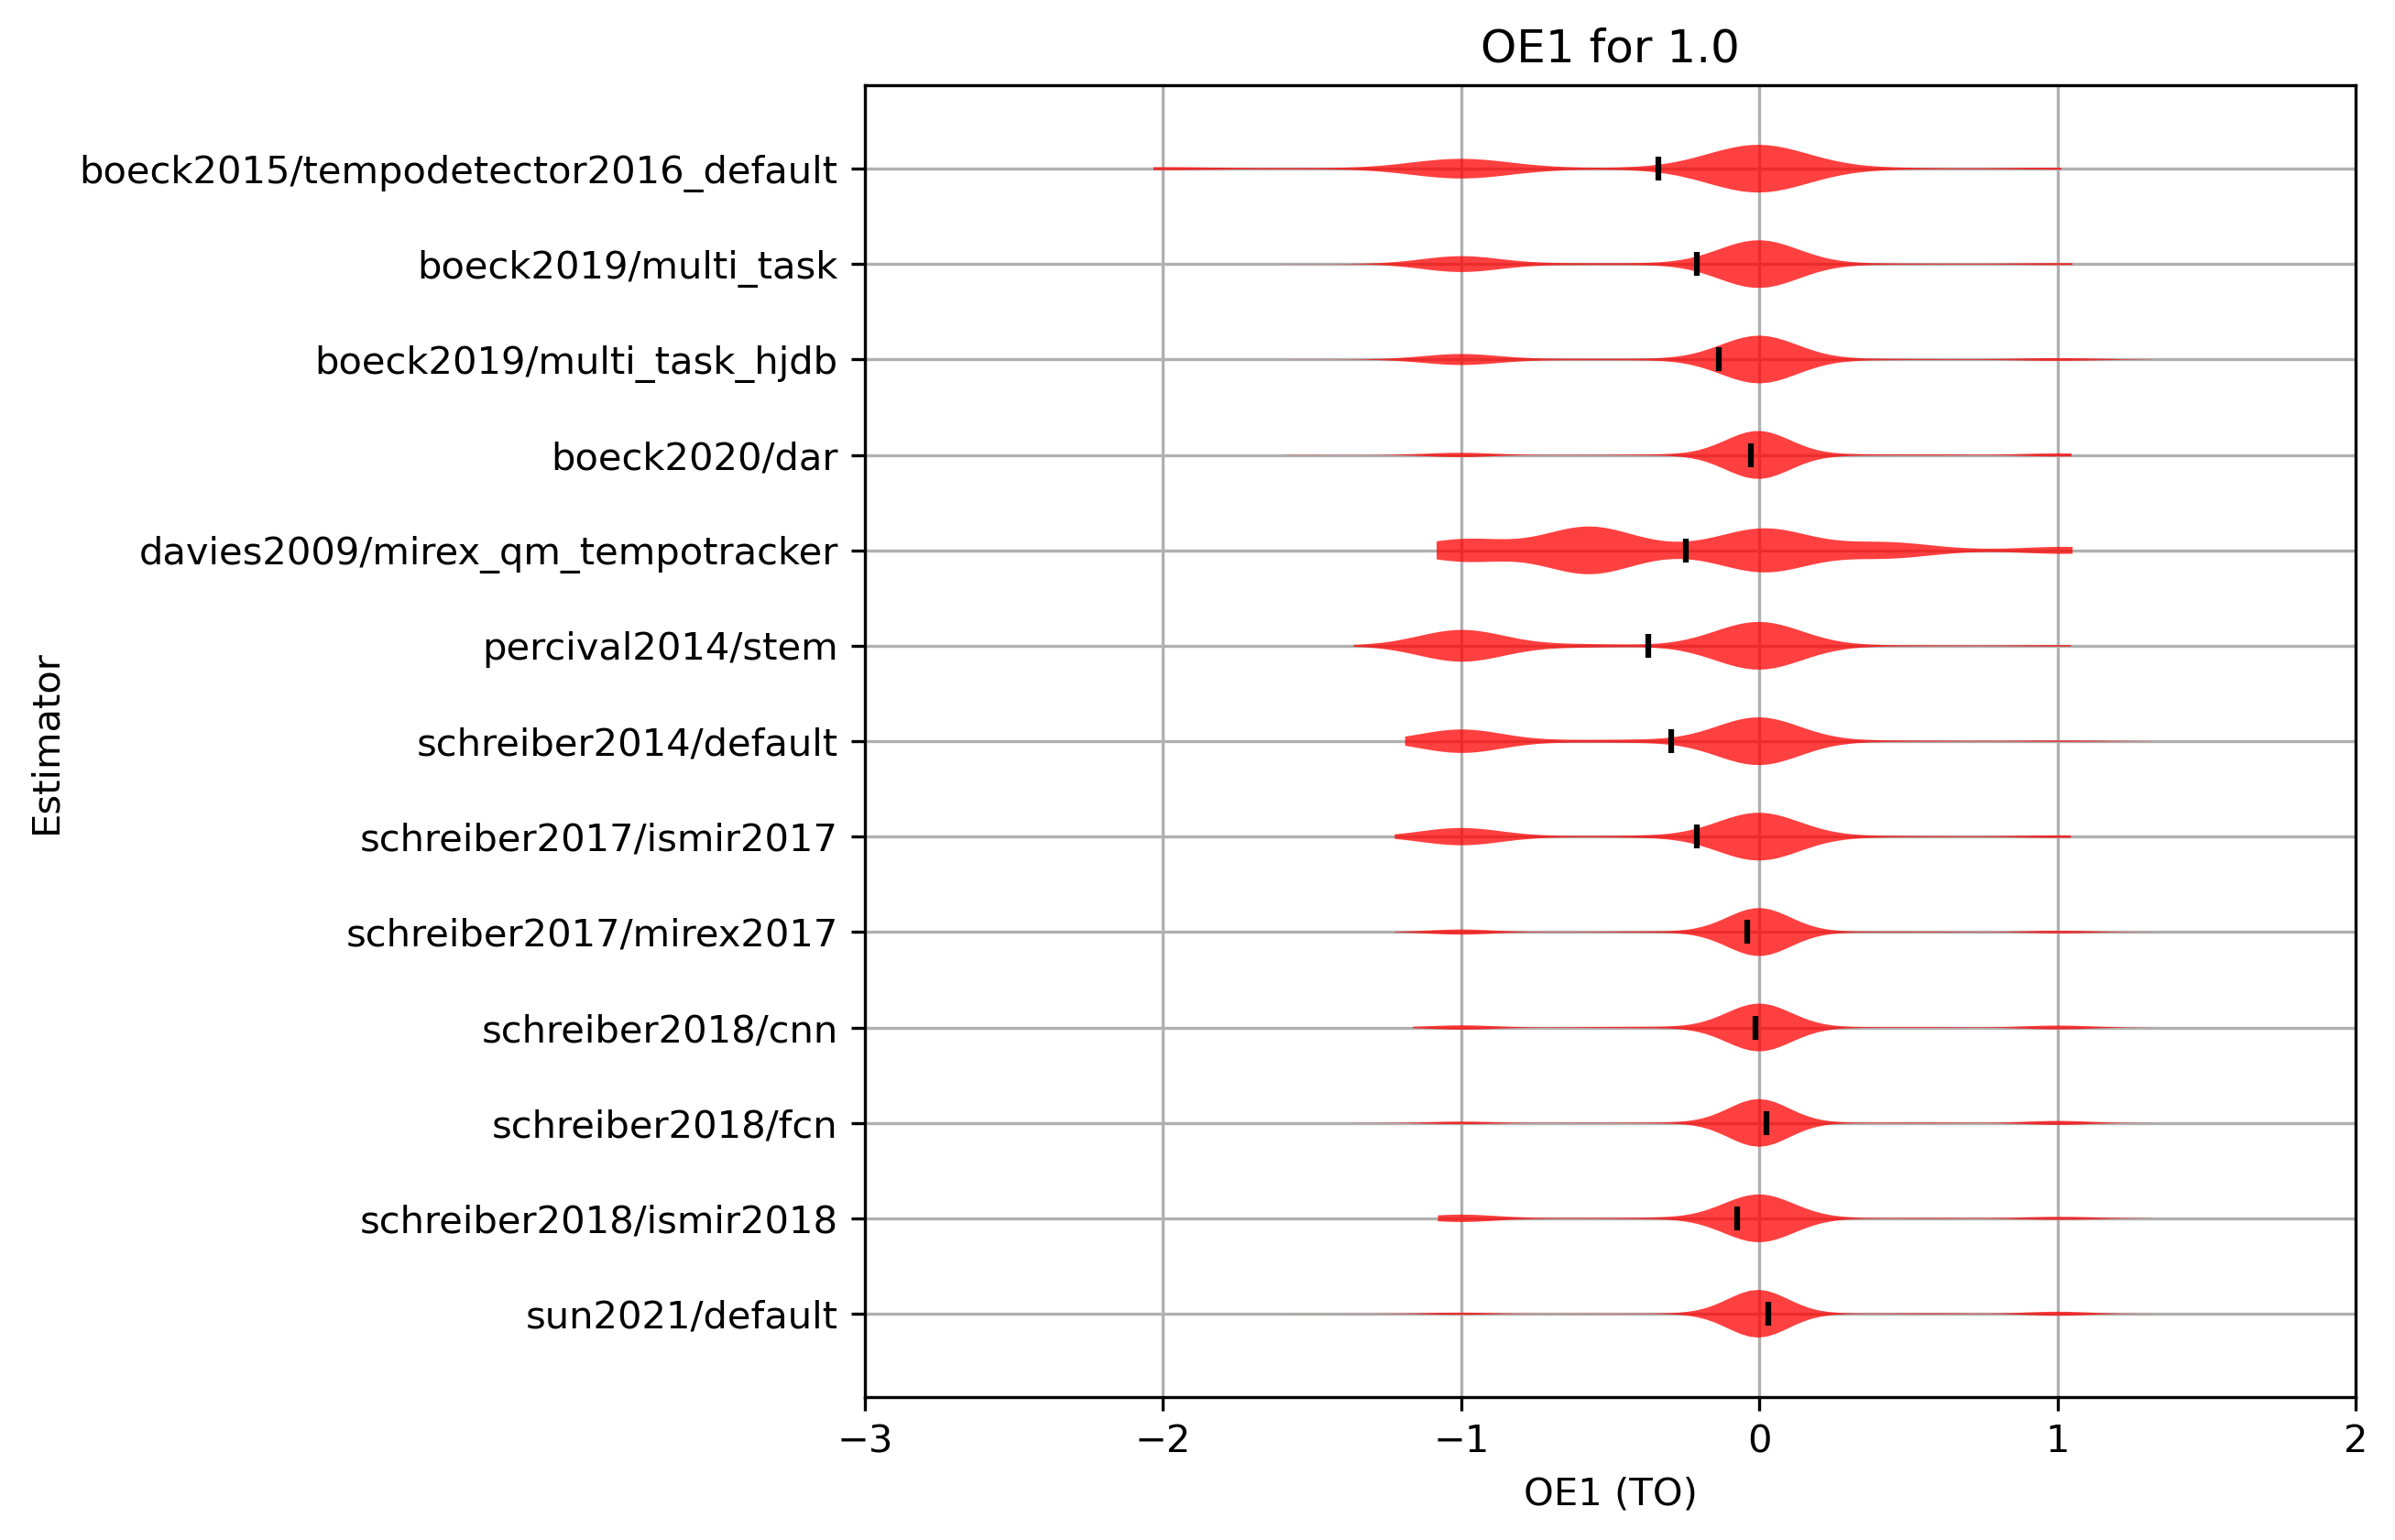 OE1 for 1.0
Estimator
boeck2015/tempodetector2016_default
boeck2019/multi_task
boeck2019/multi_task_hjdb
boeck2020/dar
davies2009/mirex_qm_tempotracker
percival2014/stem
schreiber2014/default
schreiber2017/ismir2017
schreiber2017/mirex2017
schreiber2018/cnn
schreiber2018/fcn
schreiber2018/ismir2018
sun2021/default
−3 −2 −1 0 1 2
OE1 (TO)